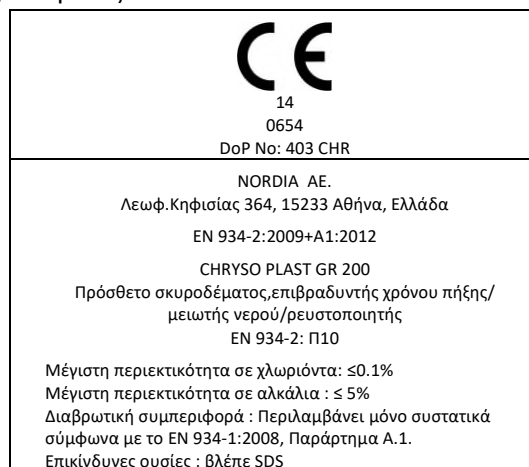 CE
14
0654
DoP No: 403 CHR
NORDIA AE.
Λεωφ.Κηφισίας 364, 15233 Αθήνα, Ελλάδα
EN 934-2:2009+A1:2012
CHRYSO PLAST GR 200
Πρόσθετο σκυροδέματος,επιβραδυντής χρόνου πήξης/
μειωτής νερού/ρευστοποιητής
EN 934-2: Π10
Μέγιστη περιεκτικότητα σε χλωριόντα: ≤0.1%
Μέγιστη περιεκτικότητα σε αλκάλια : ≤ 5%
Διαβρωτική συμπεριφορά : Περιλαμβάνει μόνο συστατικά
σύμφωνα με το EN 934-1:2008, Παράρτημα Α.1.
Επικίνδυνες ουσίες : βλέπε SDS